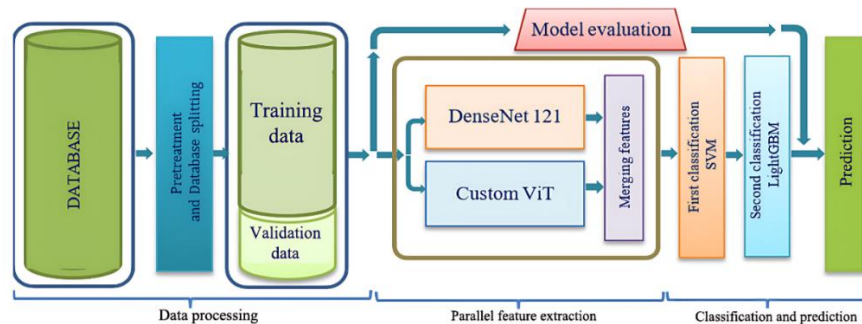 DATABASE
Pretreatment
and Database splitting
Training
data
Validation
data
Model evaluation
DenseNet 121
Custom ViT
Merging features
First classification
SVM
Second classification
LightGBM
Prediction
Data processing
Parallel feature extraction
Classification and prediction